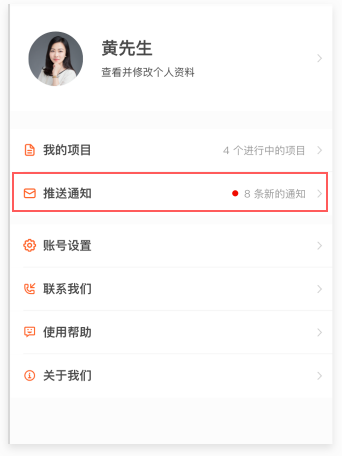 黄先生
查看并修改个人资料
我的项目 4 个进行中的项目
推送通知 8 条新的通知
账号设置
联系我们
使用帮助
关于我们